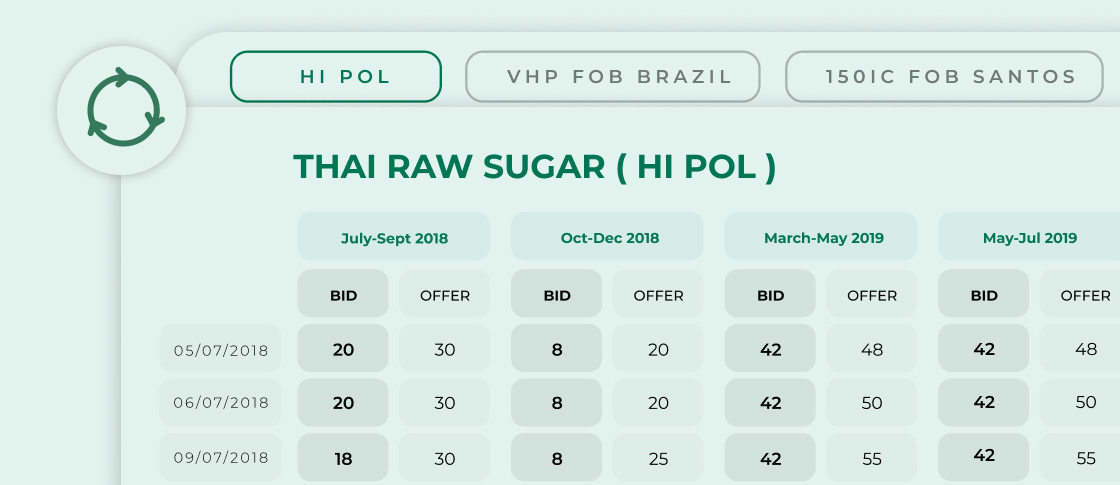 HI POL VHP FOB BRAZIL 150IC FOB SANTOS
THAI RAW SUGAR ( HI POL )
July-Sept 2018 Oct-Dec 2018 March-May 2019 May-Jul 2019
BID OFFER BID OFFER BID OFFER BID OFFER
05/07/2018 20 30 8 20 42 48 42 48
06/07/2018 20 30 8 20 42 50 42 50
09/07/2018 18 30 8 25 42 55 42 55